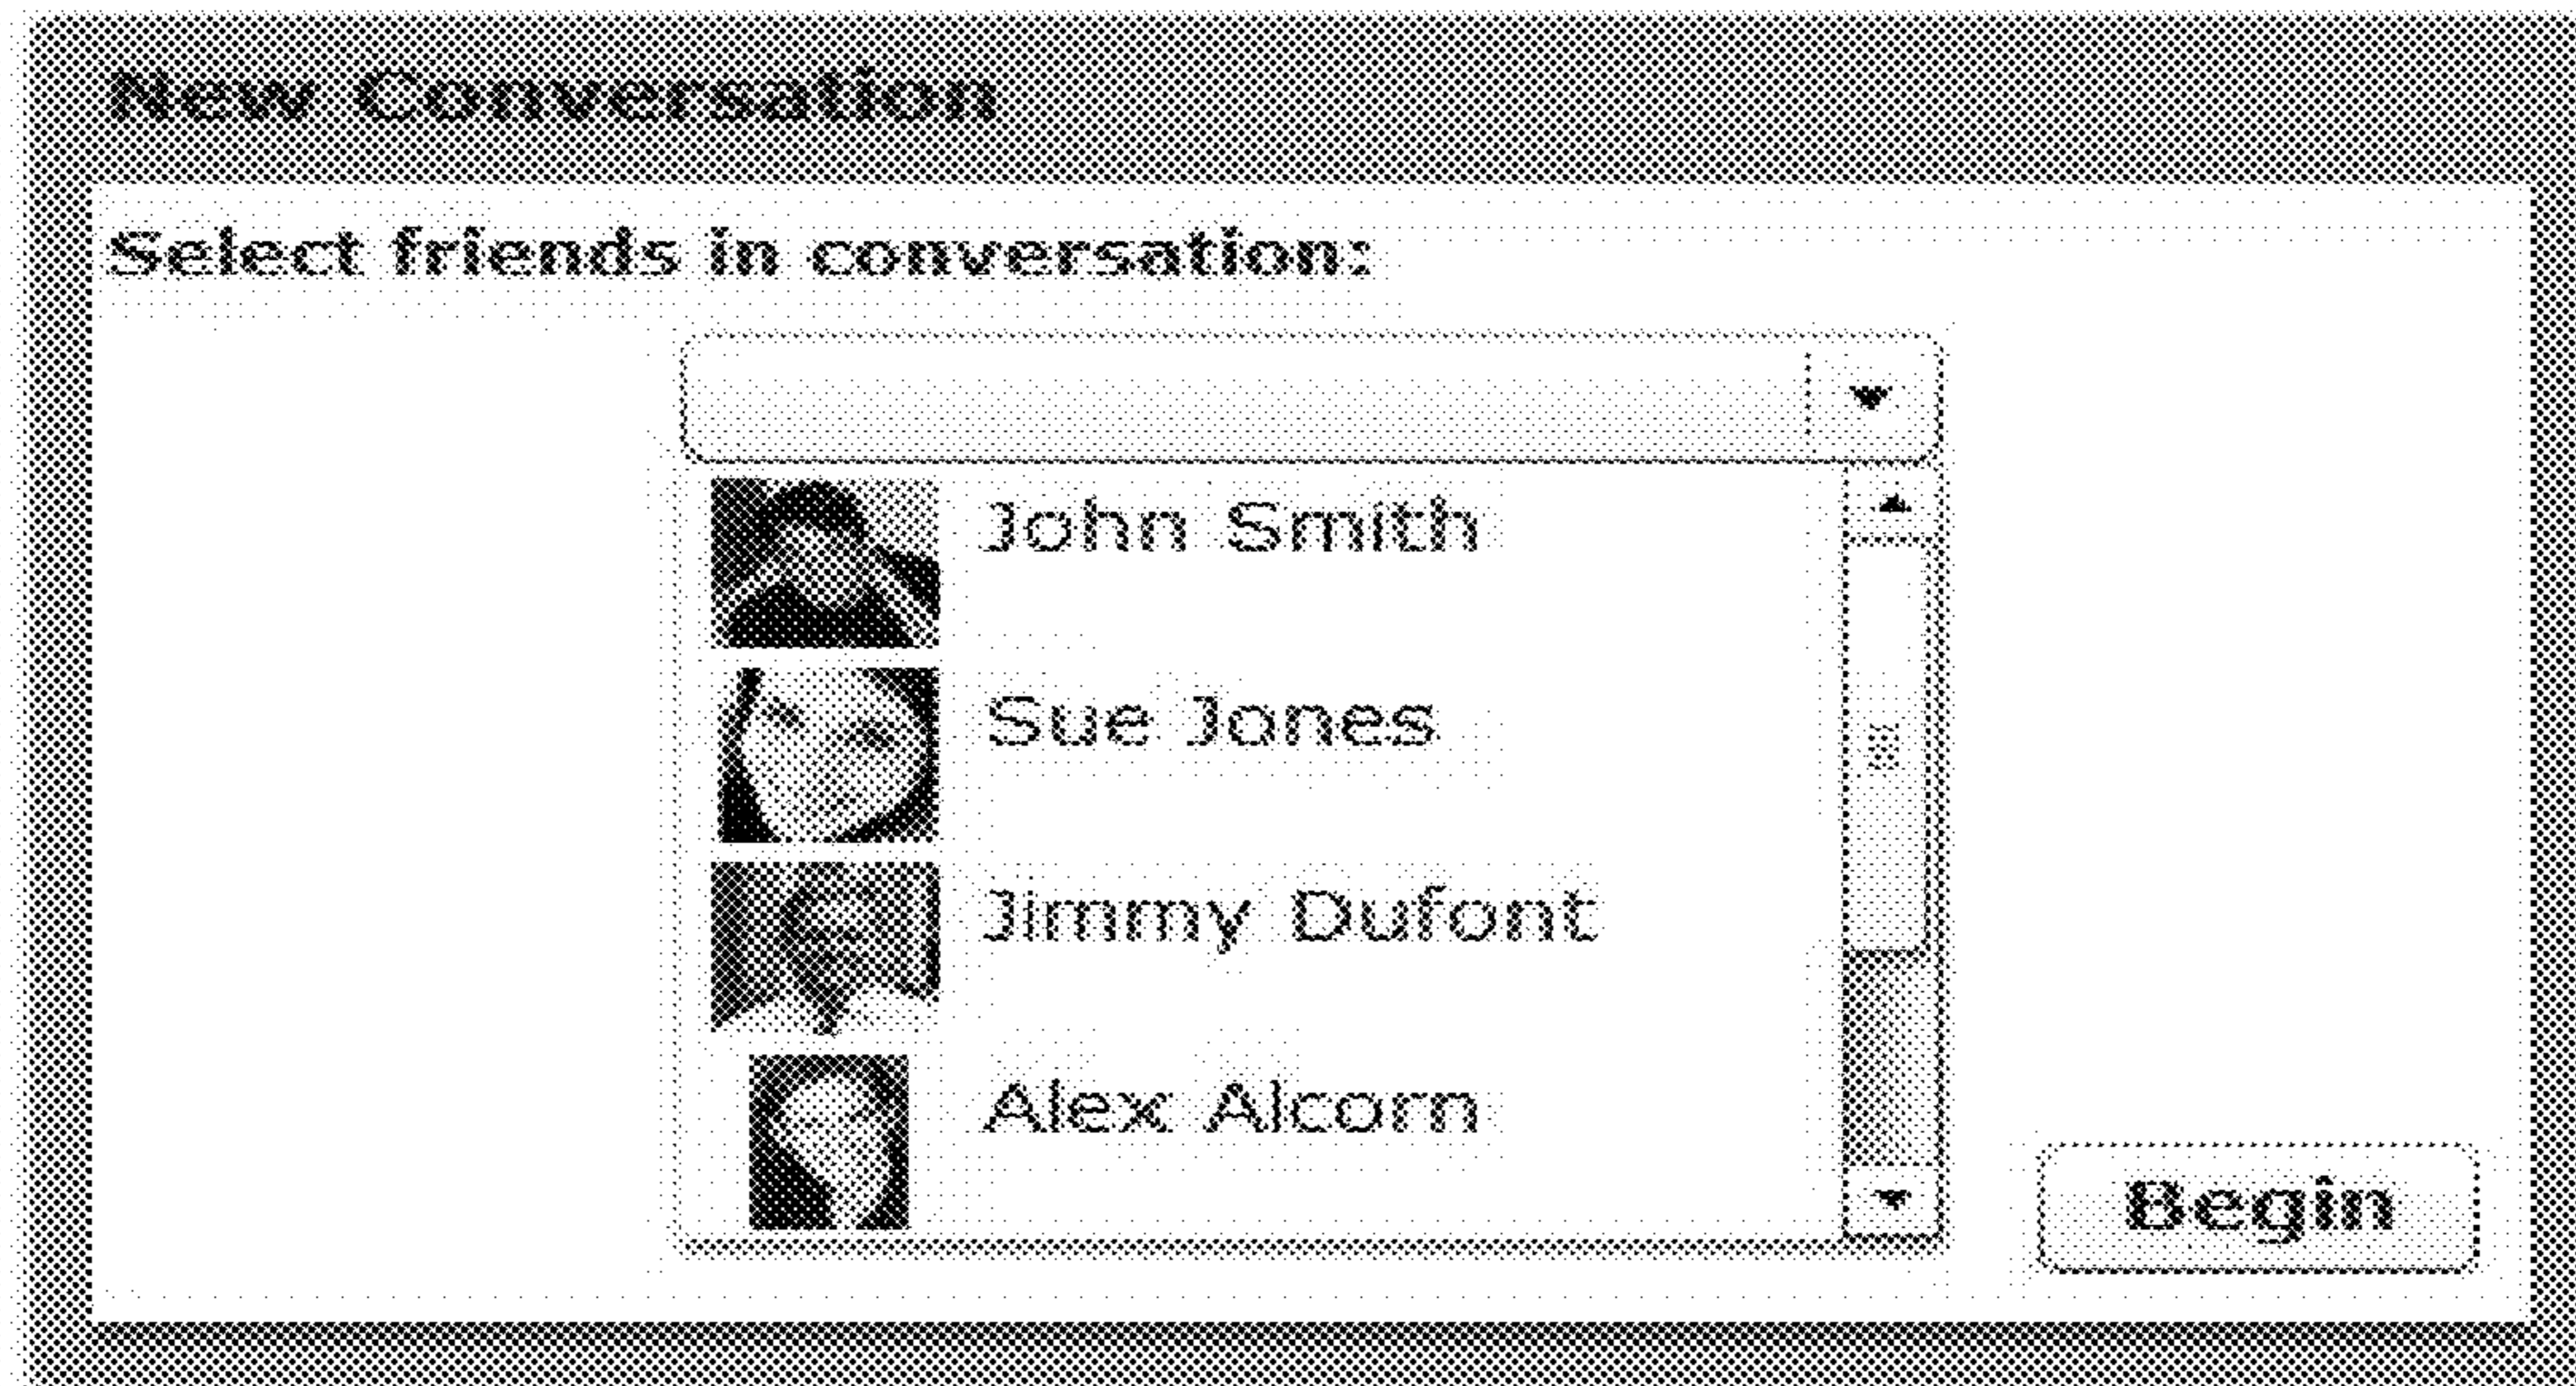 New Conversation
Select friends in conversation:
John Smith
Sue Jones
Jimmy Dufont
Alex Alcorn
Begin